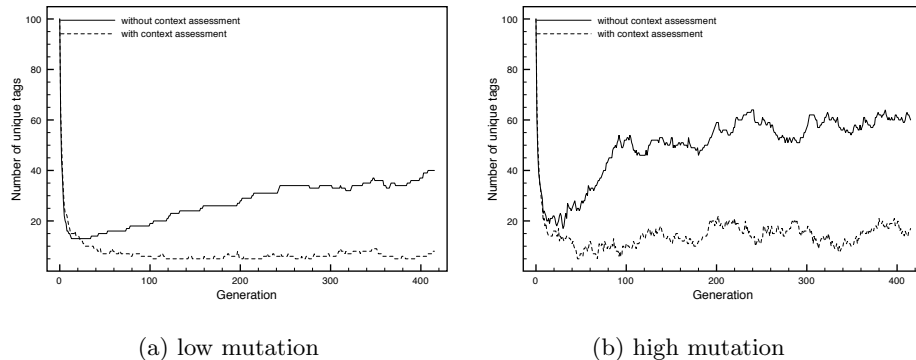 without context assessment
with context assessment
Number of unique tags
100
80
60
40
20
0
100
200
300
400
Generation
(a) low mutation
without context assessment
with context assessment
Number of unique tags
100
80
60
40
20
0
100
200
300
400
Generation
(b) high mutation